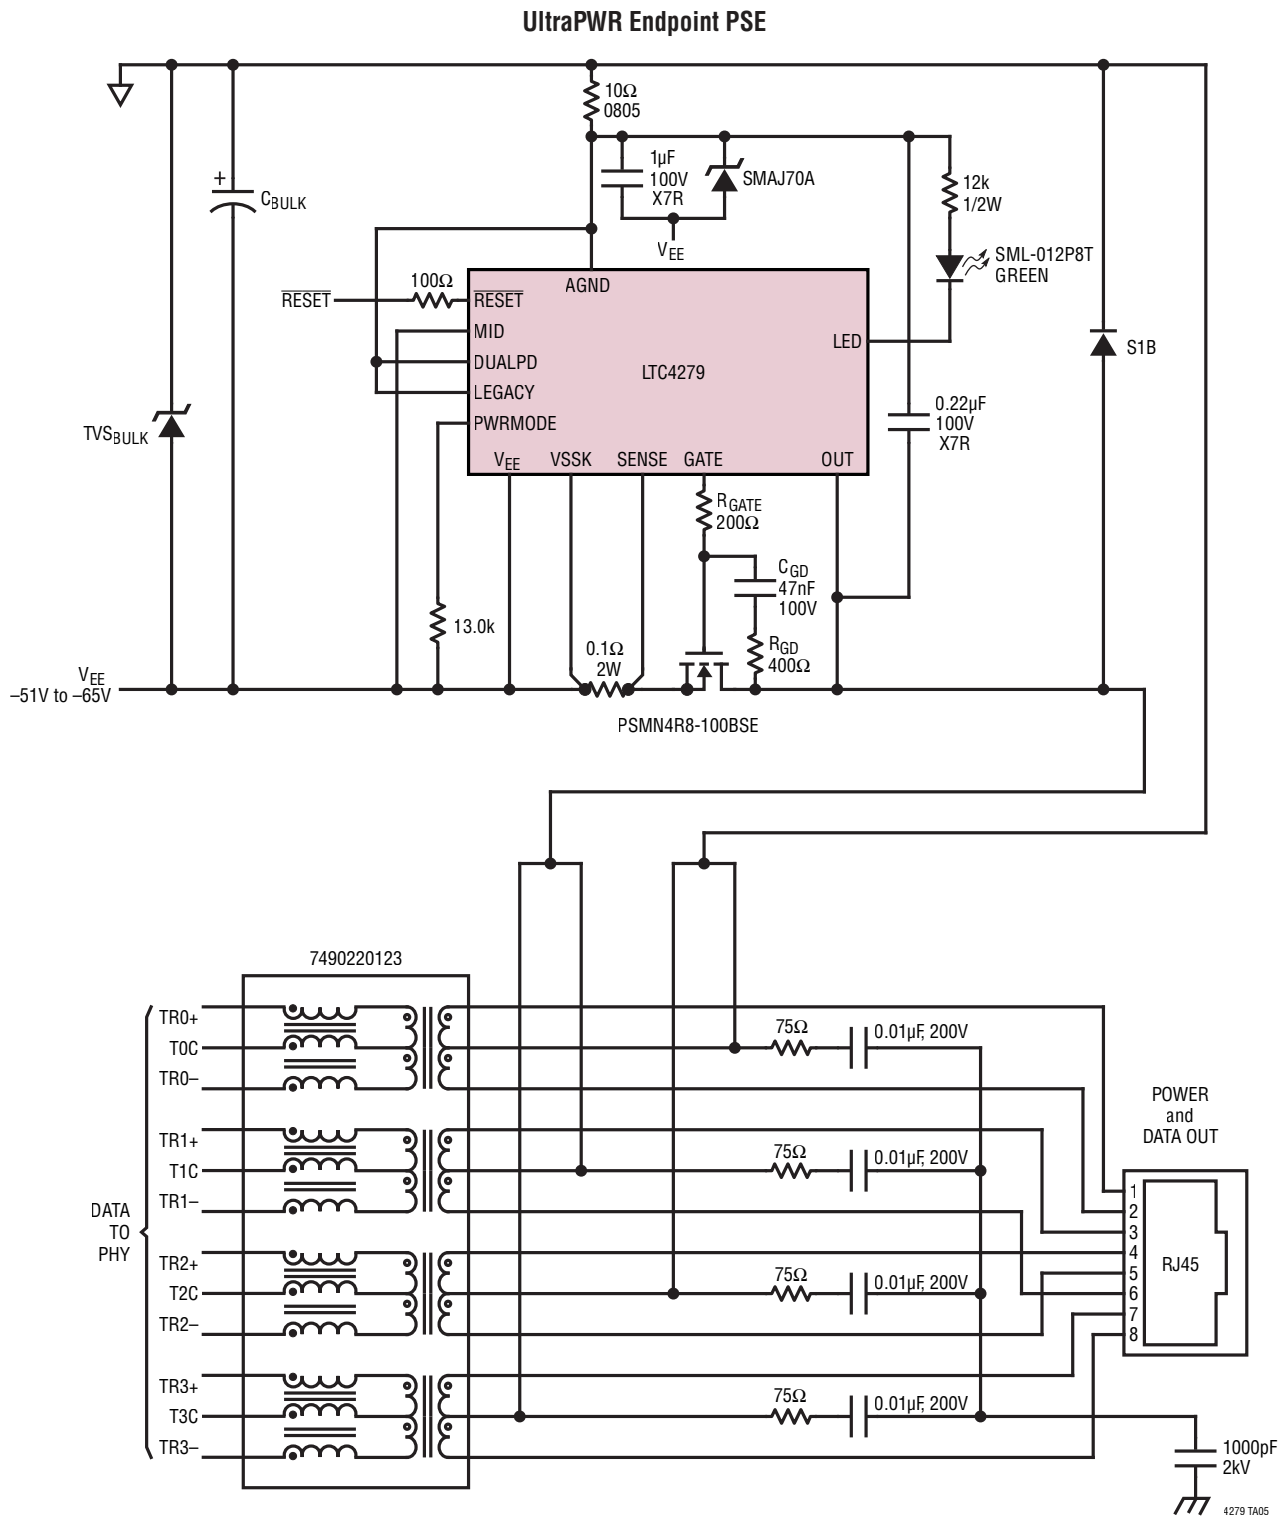 UltraPWR Endpoint PSE
10Ω
0805
1µF
100V
X7R
SMAJ70A
VEE
12k
1/2W
SML-012P8T
GREEN
+
CBULK
RESET
100Ω
AGND
RESET
MID
DUALPD
LEGACY
PWRMODE
LTC4279
LED
VEE
VSSK
SENSE
GATE
OUT
S1B
0.22µF
100V
X7R
TVSBULK
RGATE
200Ω
CGD
47nF
100V
RGD
400Ω
13.0k
0.1Ω
2W
VEE
–51V to –65V
PSMN4R8-100BSE
7490220123
TR0+
T0C
TR0–
TR1+
T1C
TR1–
TR2+
T2C
TR2–
TR3+
T3C
TR3–
DATA
TO
PHY
75Ω
0.01µF, 200V
75Ω
0.01µF, 200V
75Ω
0.01µF, 200V
75Ω
0.01µF, 200V
POWER
and
DATA OUT
1
2
3
4
5
6
7
8
RJ45
1000pF
2kV
4279 TA05